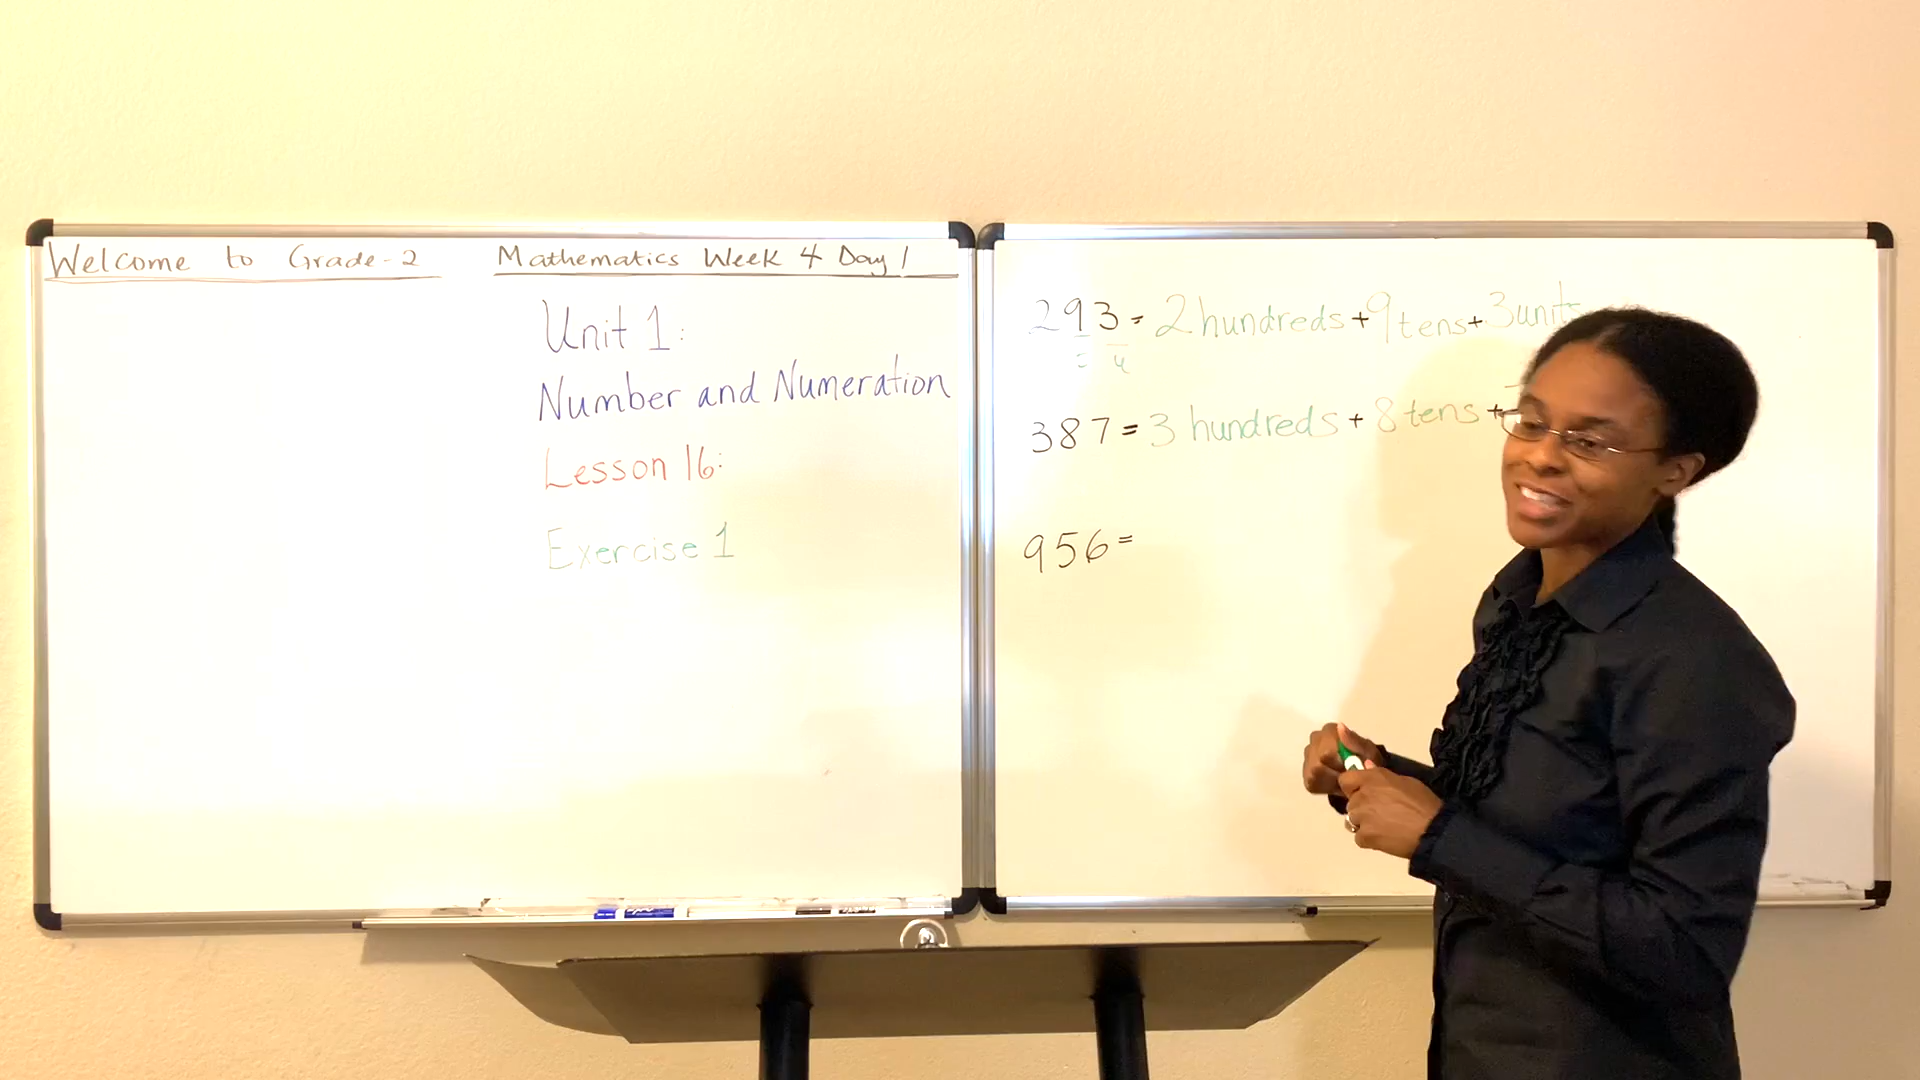 Welcome to Grade-2 Mathematics Week 4 Day 1
Unit 1:
Number and Numeration
Lesson 16:
Exercise 1
293 = 2 hundreds + 9 tens + 3 units
387 = 3 hundreds + 8 tens +
956 =